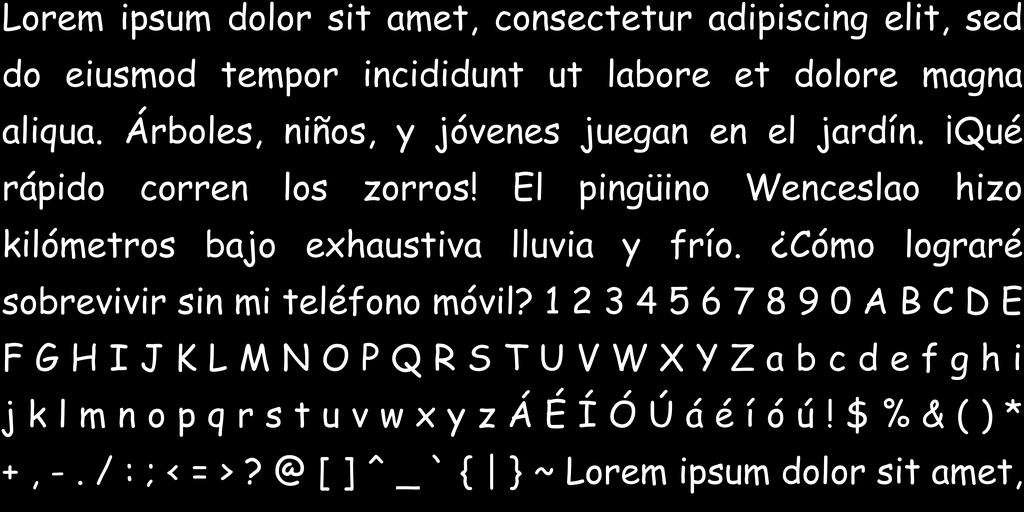 Lorem ipsum dolor sit amet, consectetur adipiscing elit, sed
do eiusmod tempor incididunt ut labore et dolore magna
aliqua. Árboles, niños, y jóvenes juegan en el jardín. ¡Qué
rápido corren los zorros! El pingüino Wenceslao hizo
kilómetros bajo exhaustiva lluvia y frío. ¿Cómo lograré
sobrevivir sin mi teléfono móvil? 1 2 3 4 5 6 7 8 9 0 A B C D E
F G H I J K L M N O P Q R S T U V W X Y Z a b c d e f g h i
j k l m n o p q r s t u v w x y z Á É Í Ó Ú á é í ó ú ! $ % & ( ) *
+ , - . / : ; < = > ? @ [ ] ^ _ ` { | } ~ Lorem ipsum dolor sit amet,